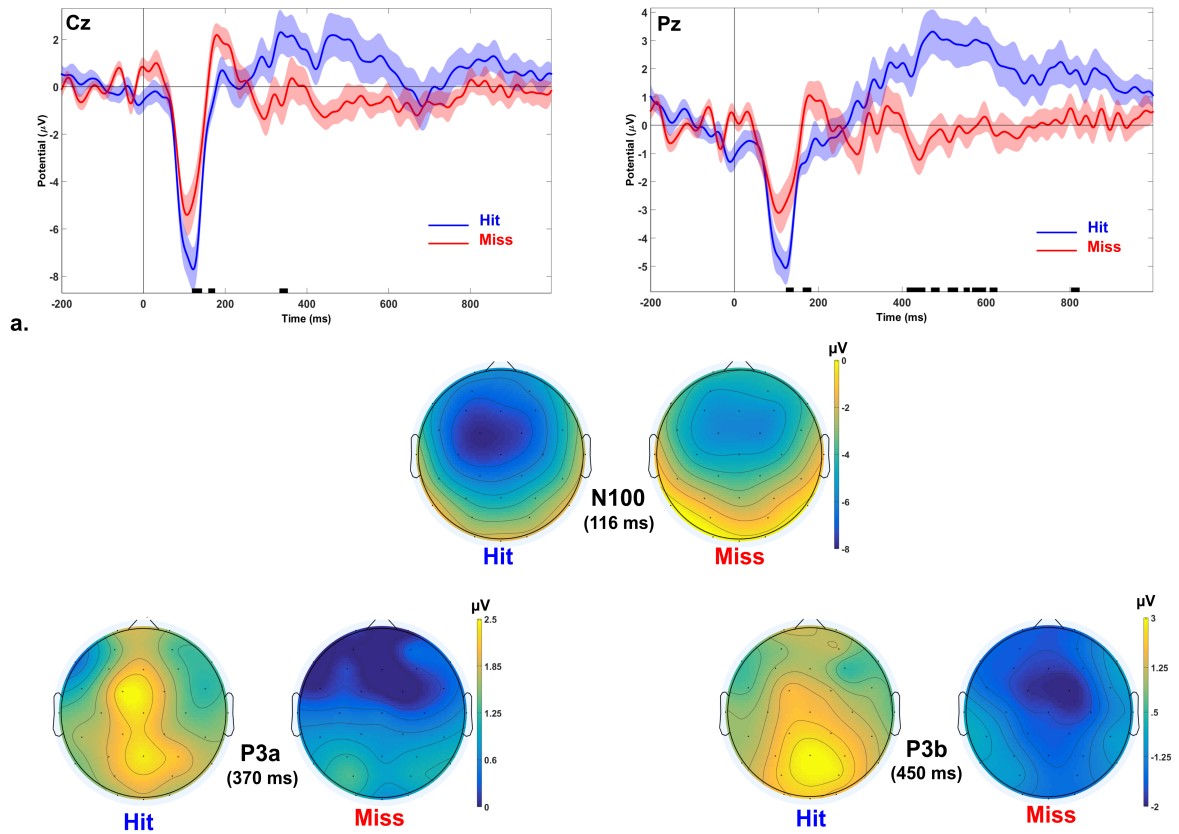 Cz
2
0
-2
-4
-6
-8
Potential (µV)
Hit
Miss
-200
0
200
400
600
800
Time (ms)
Pz
4
3
2
1
0
-1
-2
-3
-4
-5
Potential (µV)
Hit
Miss
-200
0
200
400
600
800
Time (ms)
a.
µV
0
-2
-4
-6
-8
N100
(116 ms)
Hit
Miss
µV
2.5
1.85
1.25
0.6
0
P3a
(370 ms)
Hit
Miss
µV
3
1.25
.5
-1.25
-2
P3b
(450 ms)
Hit
Miss